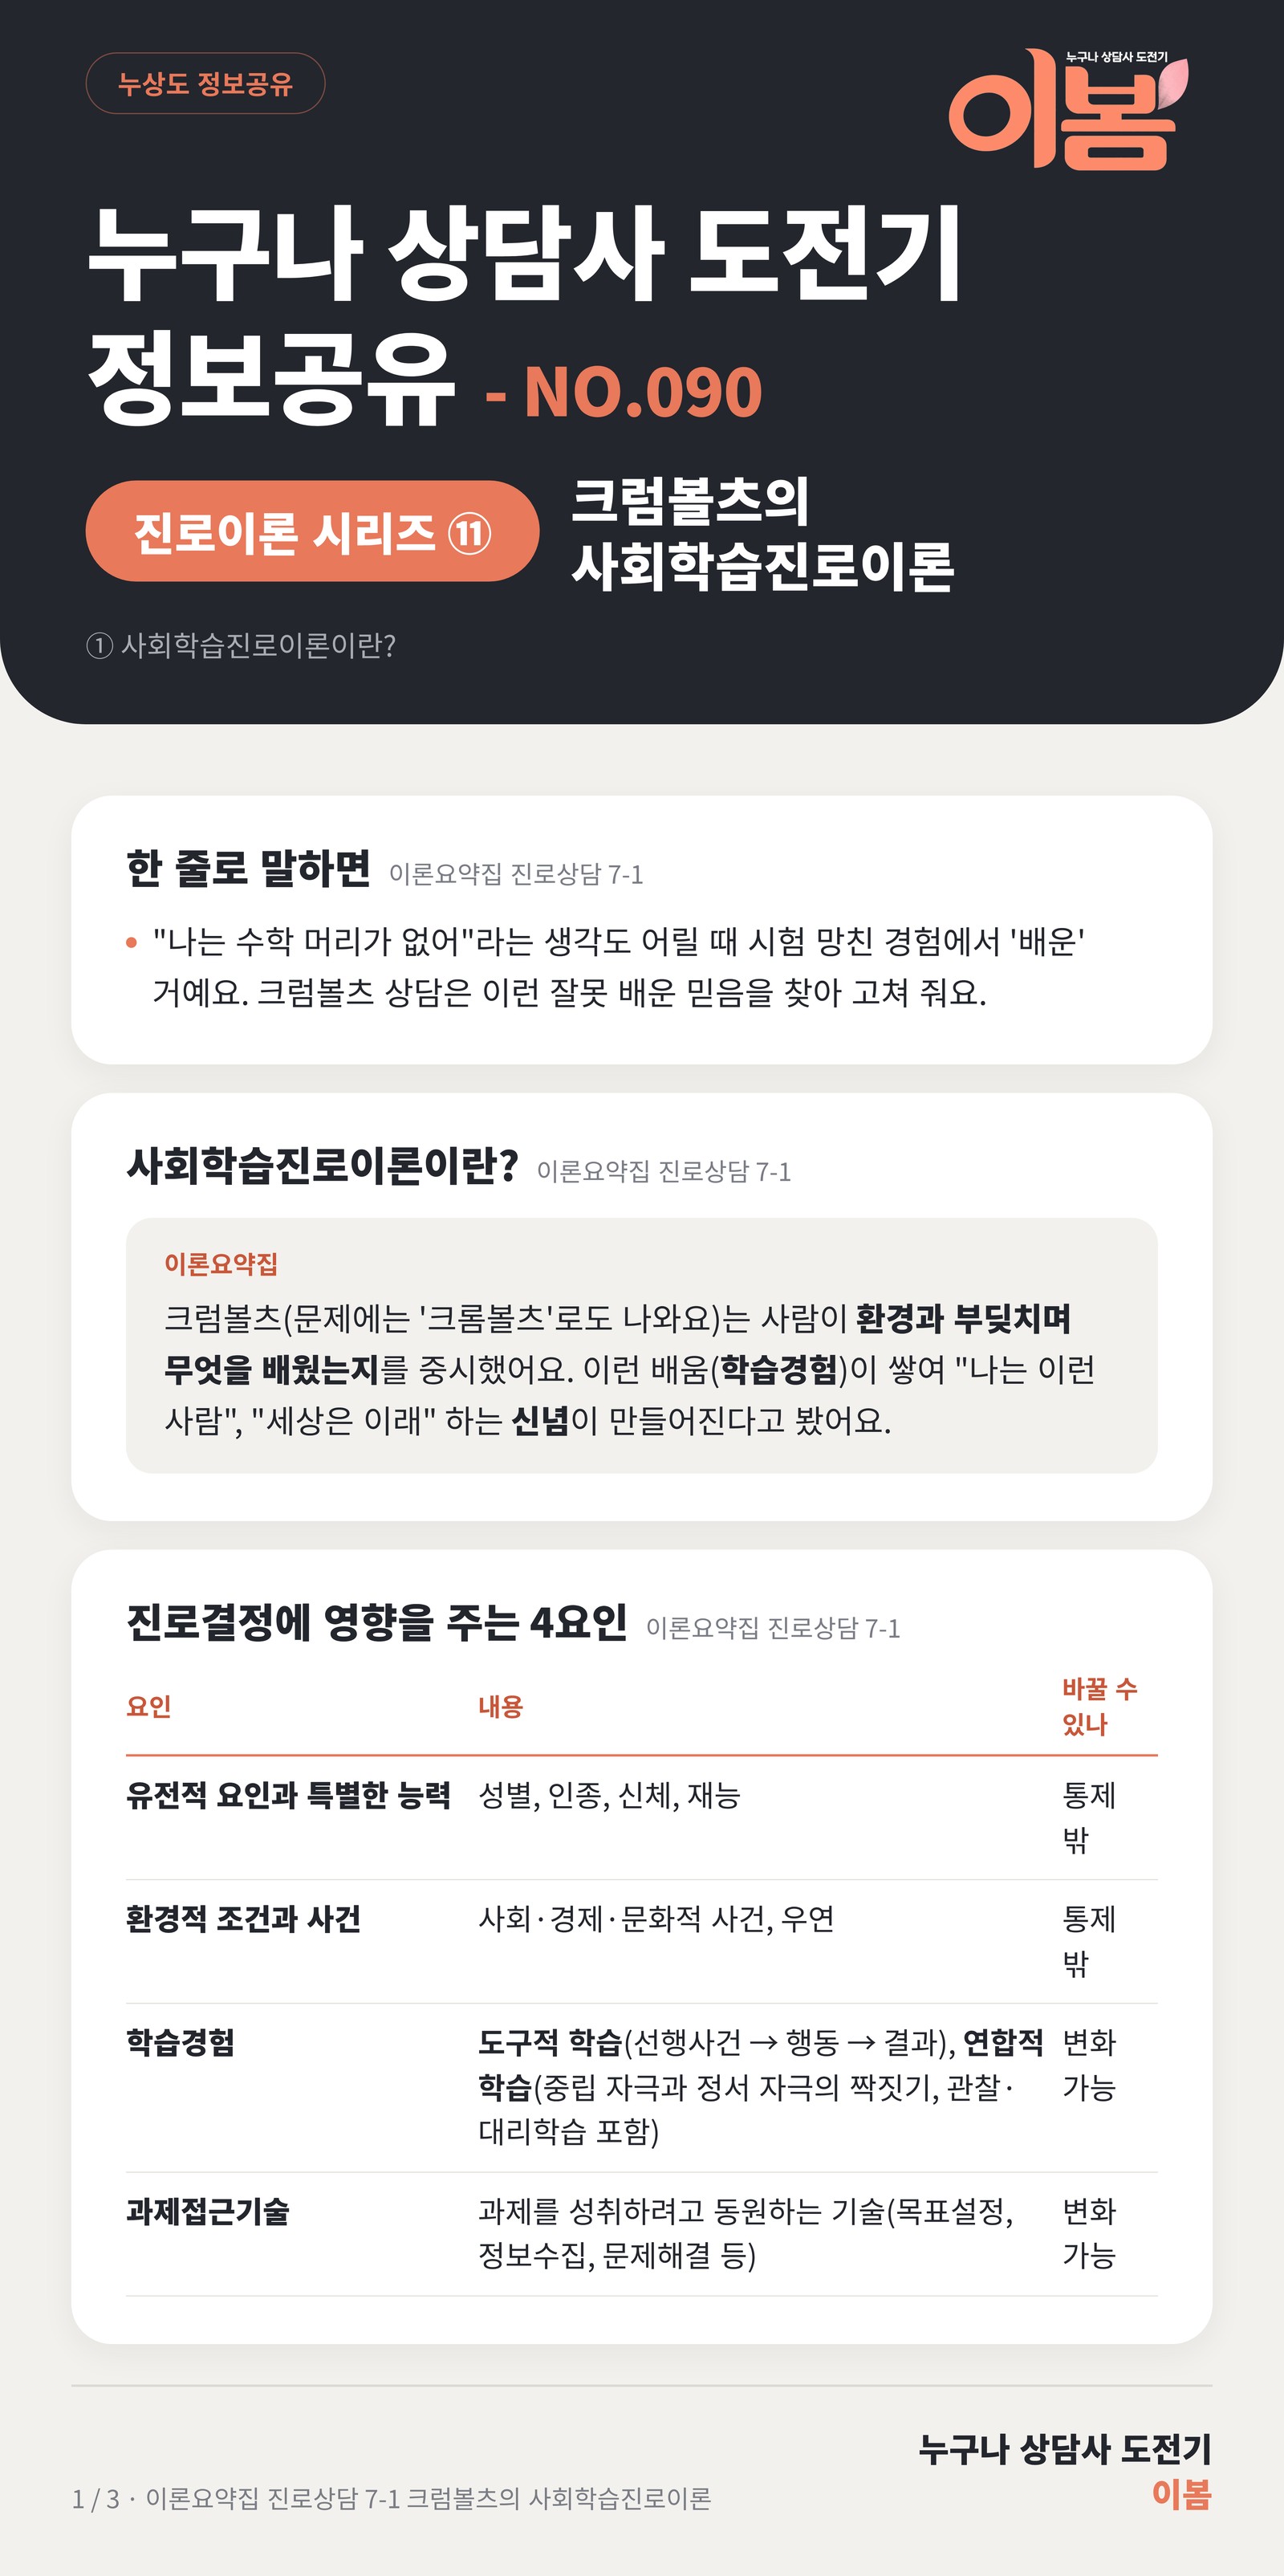 누상도 정보공유
누구나 상담사 도전기
이봄
누구나 상담사 도전기
정보공유 - NO.090
진로이론 시리즈 ⑪
크럼볼츠의
사회학습진로이론
① 사회학습진로이론이란?
한 줄로 말하면 이론요약집 진로상담 7-1
• "나는 수학 머리가 없어"라는 생각도 어릴 때 시험 망친 경험에서 '배운'
거예요. 크럼볼츠 상담은 이런 잘못 배운 믿음을 찾아 고쳐 줘요.
사회학습진로이론이란? 이론요약집 진로상담 7-1
이론요약집
크럼볼츠(문제에는 '크롬볼츠'로도 나와요)는 사람이 환경과 부딪치며
무엇을 배웠는지를 중시했어요. 이런 배움(학습경험)이 쌓여 "나는 이런
사람", "세상은 이래" 하는 신념이 만들어진다고 봤어요.
진로결정에 영향을 주는 4요인 이론요약집 진로상담 7-1
요인 내용 바꿀 수
있나
유전적 요인과 특별한 능력 성별, 인종, 신체, 재능 통제
밖
환경적 조건과 사건 사회·경제·문화적 사건, 우연 통제
밖
학습경험 도구적 학습(선행사건 → 행동 → 결과), 연합적 변화
학습(중립 자극과 정서 자극의 짝짓기, 관찰· 가능
대리학습 포함)
과제접근기술 과제를 성취하려고 동원하는 기술(목표설정, 변화
정보수집, 문제해결 등) 가능
누구나 상담사 도전기
1 / 3 · 이론요약집 진로상담 7-1 크럼볼츠의 사회학습진로이론 이봄